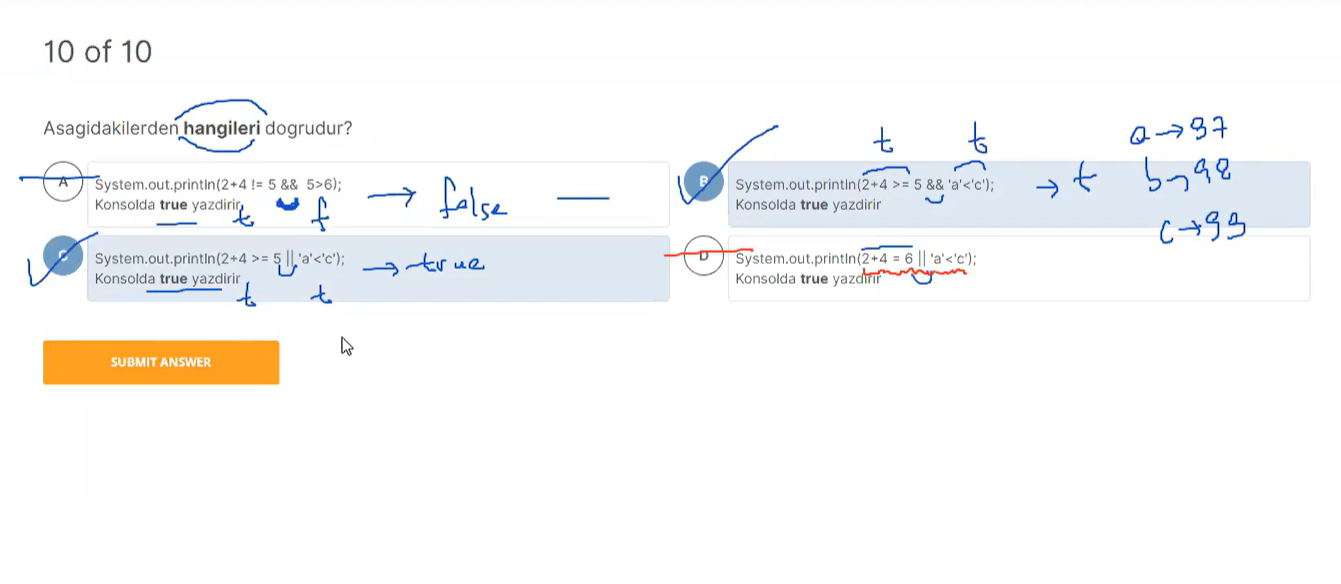 10 of 10
Asagidakilerden hangileri dogrudur?
A
System.out.println(2+4 != 5 && 5>6);
Konsolda true yazdirir
t f
→ false
B
System.out.println(2+4 >= 5 && 'a'<'c');
Konsolda true yazdirir
t t
→ t
a→97
b→98
c→99
C
System.out.println(2+4 >= 5 || 'a'<'c');
Konsolda true yazdirir
t t
→ true
D
System.out.println(2+4 = 6 || 'a'<'c');
Konsolda true yazdirir
SUBMIT ANSWER